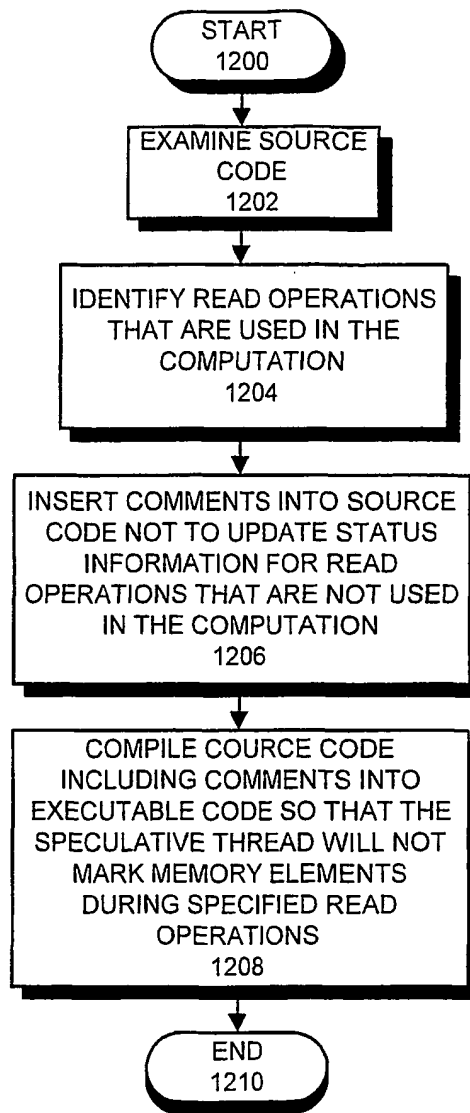 START
1200
EXAMINE SOURCE
CODE
1202
IDENTIFY READ OPERATIONS
THAT ARE USED IN THE
COMPUTATION
1204
INSERT COMMENTS INTO SOURCE
CODE NOT TO UPDATE STATUS
INFORMATION FOR READ
OPERATIONS THAT ARE NOT USED
IN THE COMPUTATION
1206
COMPILE COURCE CODE
INCLUDING COMMENTS INTO
EXECUTABLE CODE SO THAT THE
SPECULATIVE THREAD WILL NOT
MARK MEMORY ELEMENTS
DURING SPECIFIED READ
OPERATIONS
1208
END
1210